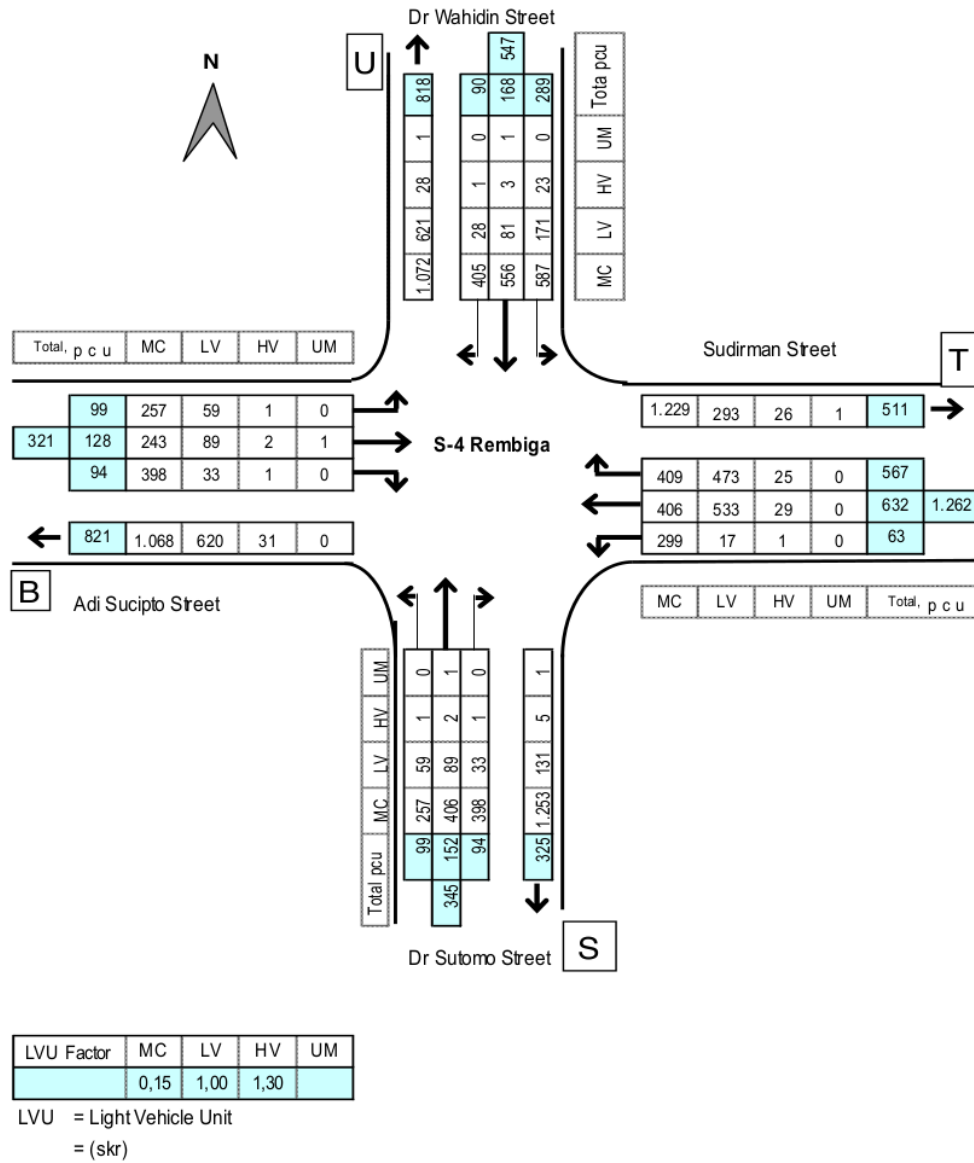 Dr Wahidin Street
N
U
818
1
28
621
1.072
547
90 168 289
0 1 0
1 3 23
28 81 171
405 556 587
Tota pcu
UM
HV
LV
MC
Total, p c u MC LV HV UM
99 257 59 1 0
321 128 243 89 2 1
94 398 33 1 0
821 1.068 620 31 0
B
Adi Sucipto Street
S-4 Rembiga
Sudirman Street
T
1.229 293 26 1 511
409 473 25 0 567
406 533 29 0 632 1.262
299 17 1 0 63
MC LV HV UM Total, p c u
UM
HV
LV
MC
Total pcu
0 1 0
1 2 1
59 89 33
257 406 398
99 152 94
345
1
5
131
1.253
325
Dr Sutomo Street
S
LVU Factor MC LV HV UM
0,15 1,00 1,30
LVU = Light Vehicle Unit
= (skr)